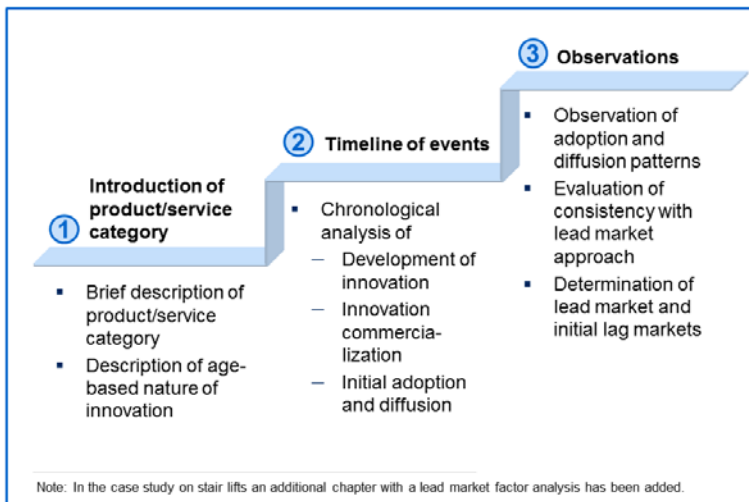 1
Introduction of
product/service
category
▪ Brief description of
product/service
category
▪ Description of age-
based nature of
innovation
2
Timeline of events
▪ Chronological
analysis of
– Development of
innovation
– Innovation
commercia-
lization
– Initial adoption
and diffusion
3
Observations
▪ Observation of
adoption and
diffusion patterns
▪ Evaluation of
consistency with
lead market
approach
▪ Determination of
lead market and
initial lag markets
Note: In the case study on stair lifts an additional chapter with a lead market factor analysis has been added.